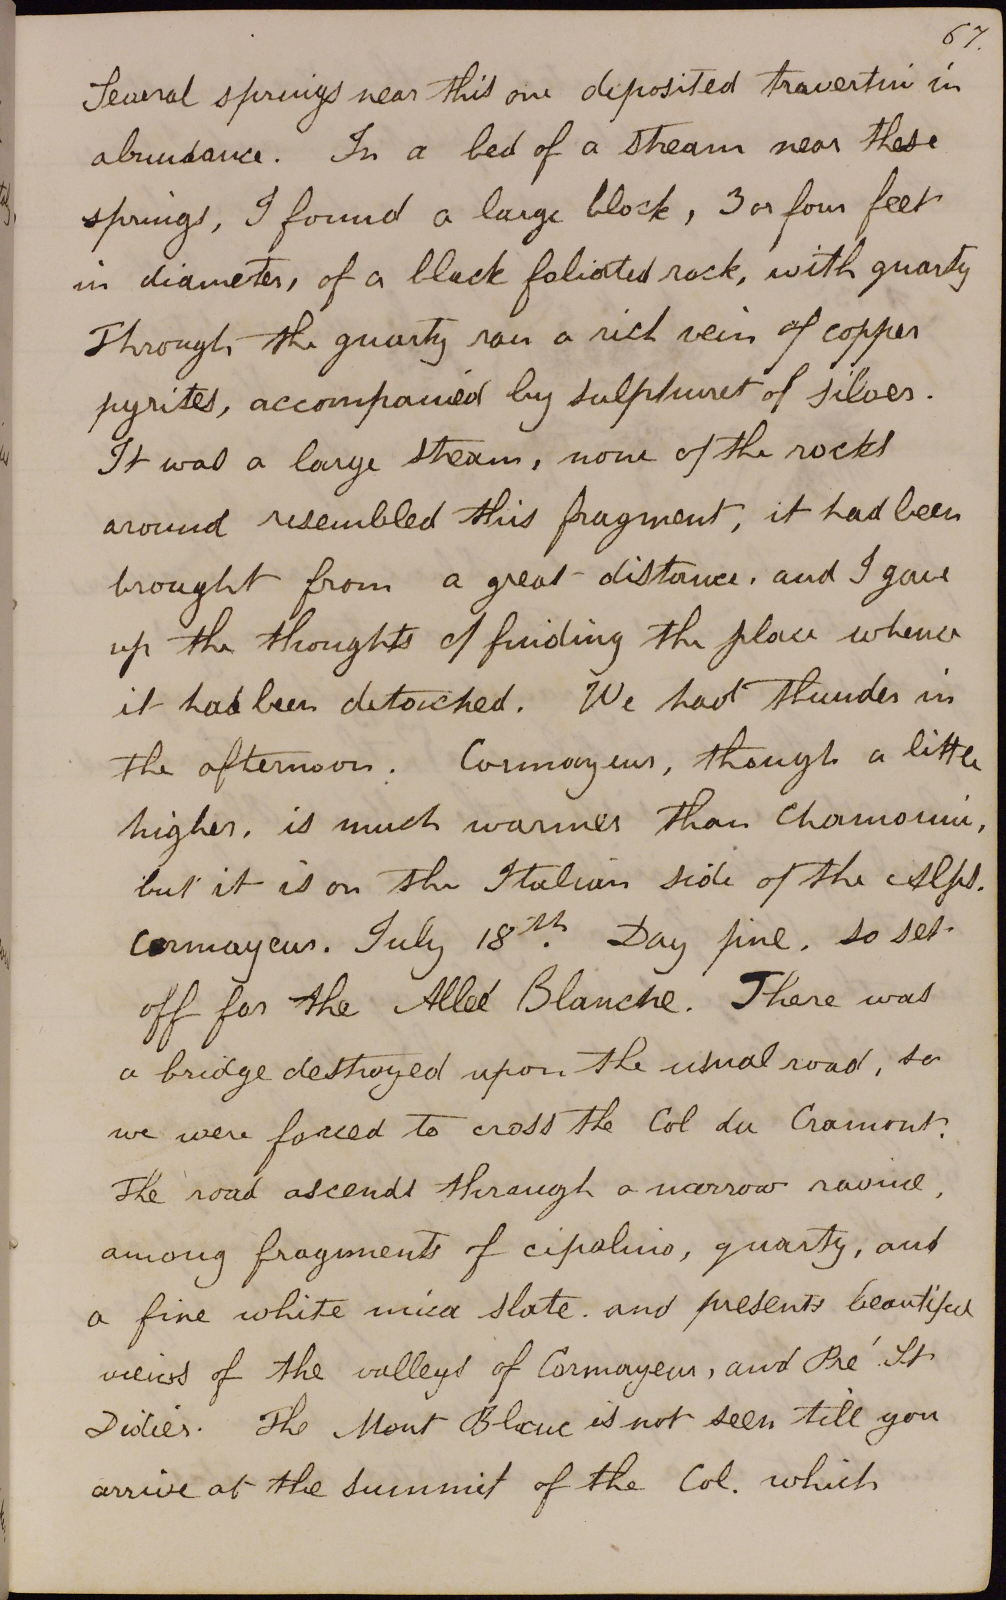 67.
Several springs near this one deposited travertin in
abundance. In a bed of a stream near these
springs, I found a large block, 3 or four feet
in diameter, of a black foliated rock, with quartz
Through the quartz ran a rich vein of copper
pyrites, accompanied by sulphuret of silver.
It was a large stream, none of the rocks
around resembled this fragment, it had been
brought from a great distance, and I gave
up the thoughts of finding the place whence
it had been detached. We had thunder in
the afternoon. Cormayeur, though a little
higher, is much warmer than Chamouni,
but it is on the Italian side of the Alps.
Cormayeur. July 18th. Day fine, so set
off for the Allée Blanche. There was
a bridge destroyed upon the usual road, so
we were forced to cross the Col du Cramont.
The road ascends through a narrow ravine,
among fragments of cipolino, quartz, and
a fine white mica slate. and presents beautiful
views of the valleys of Cormayeur, and Pré St
Didier. The Mont Blanc is not seen till you
arrive at the summit of the Col. which